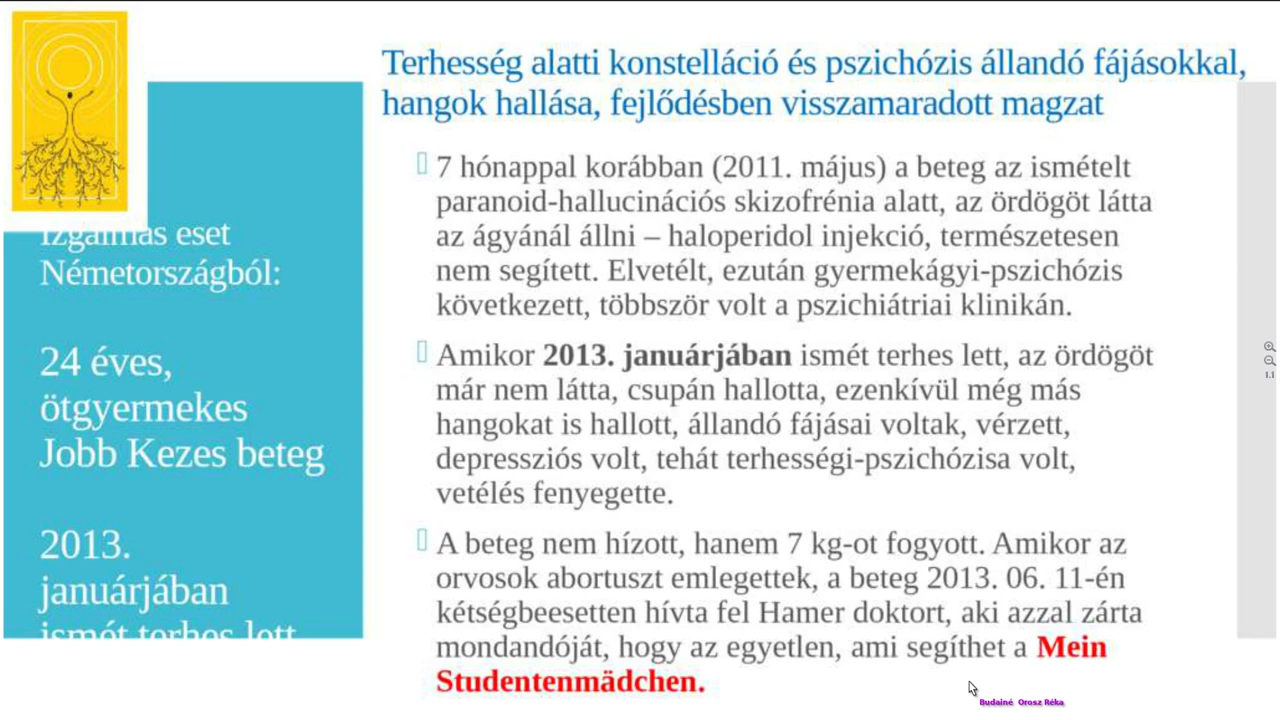 Terhesség alatti konstelláció és pszichózis állandó fájásokkal,
hangok hallása, fejlődésben visszamaradott magzat
Izgalmas eset
Németországból:
24 éves,
ötgyermekes
Jobb Kezes beteg
2013.
januárjában
ismét terhes lett
7 hónappal korábban (2011. május) a beteg az ismételt
paranoid-hallucinációs skizofrénia alatt, az ördögöt látta
az ágyánál állni – haloperidol injekció, természetesen
nem segített. Elvetélt, ezután gyermekágyi-pszichózis
következett, többször volt a pszichiátriai klinikán.
Amikor 2013. januárjában ismét terhes lett, az ördögöt
már nem látta, csupán hallotta, ezenkívül még más
hangokat is hallott, állandó fájásai voltak, vérzett,
depressziós volt, tehát terhességi-pszichózisa volt,
vetélés fenyegette.
A beteg nem hízott, hanem 7 kg-ot fogyott. Amikor az
orvosok abortuszt emlegettek, a beteg 2013. 06. 11-én
kétségbeesetten hívta fel Hamer doktort, aki azzal zárta
mondandóját, hogy az egyetlen, ami segíthet a Mein
Studentenmädchen.
1:1
Budainé Orosz Réka